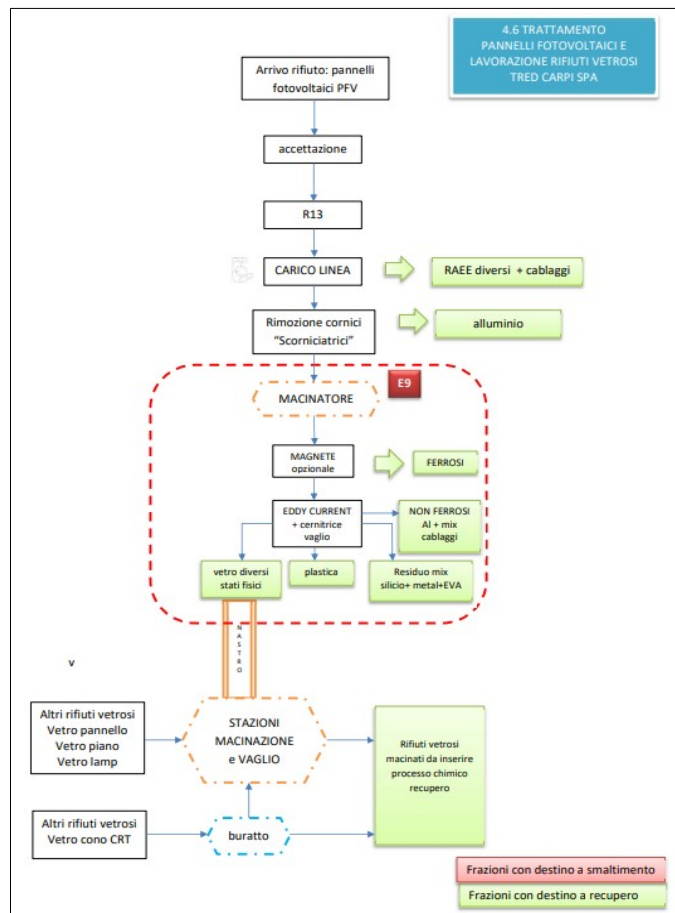 4.6 TRATTAMENTO
PANNELLI FOTOVOLTAICI E
LAVORAZIONE RIFIUTI VETROSI
TRED CARPI SPA
Arrivo rifiuto: pannelli
fotovoltaici PFV
accettazione
R13
CARICO LINEA
RAEE diversi + cablaggi
Rimozione cornici
“Scorniciatrici”
alluminio
E9
MACINATORE
MAGNETE
opzionale
FERROSI
EDDY CURRENT
+ cernitrice
vaglio
NON FERROSI
Al + mix
cablaggi
vetro diversi
stati fisici
plastica
Residuo mix
silicio+ metal+EVA
N
A
S
T
R
O
v
Altri rifiuti vetrosi
Vetro pannello
Vetro piano
Vetro lamp
STAZIONI
MACINAZIONE
e VAGLIO
Rifiuti vetrosi
macinati da inserire
processo chimico
recupero
Altri rifiuti vetrosi
Vetro cono CRT
buratto
Frazioni con destino a smaltimento
Frazioni con destino a recupero